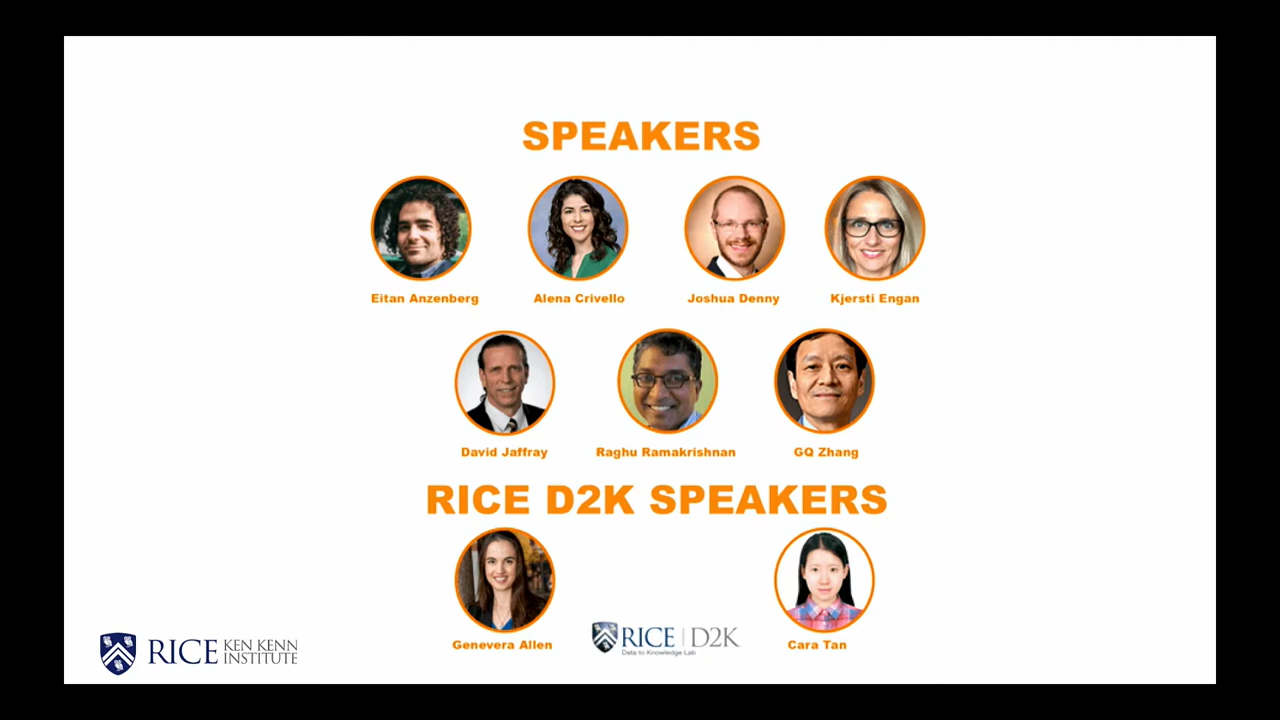 SPEAKERS
Eitan Anzenberg
Alena Crivello
Joshua Denny
Kjersti Engan
David Jaffray
Raghu Ramakrishnan
GQ Zhang
RICE D2K SPEAKERS
Genevera Allen
RICE | D2K
Data to Knowledge Lab
Cara Tan
RICE KEN KENN
INSTITUTE